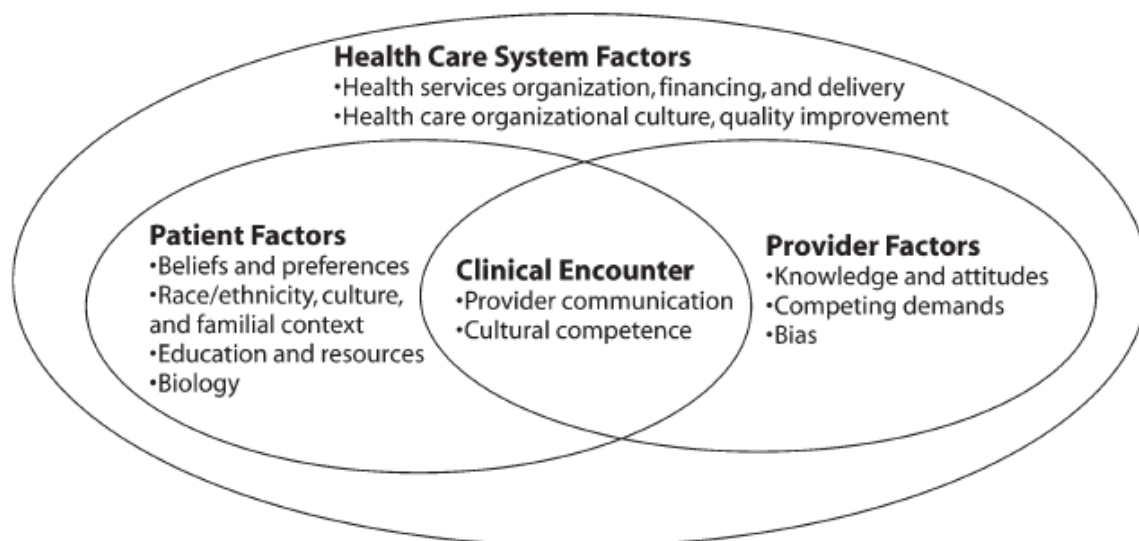 Health Care System Factors
•Health services organization, financing, and delivery
•Health care organizational culture, quality improvement
Patient Factors
•Beliefs and preferences
•Race/ethnicity, culture,
and familial context
•Education and resources
•Biology
Clinical Encounter
•Provider communication
•Cultural competence
Provider Factors
•Knowledge and attitudes
•Competing demands
•Bias